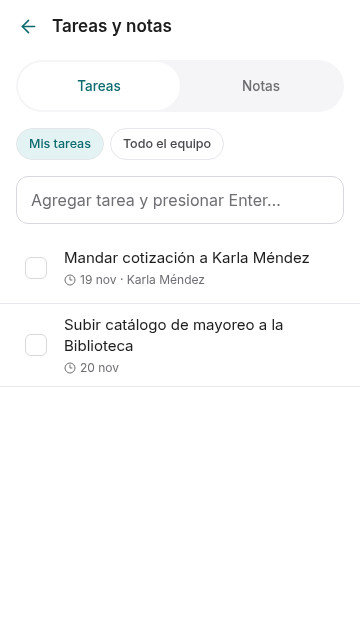 Tareas y notas
Tareas
Notas
Mis tareas
Todo el equipo
Agregar tarea y presionar Enter...
Mandar cotización a Karla Méndez
19 nov · Karla Méndez
Subir catálogo de mayoreo a la
Biblioteca
20 nov